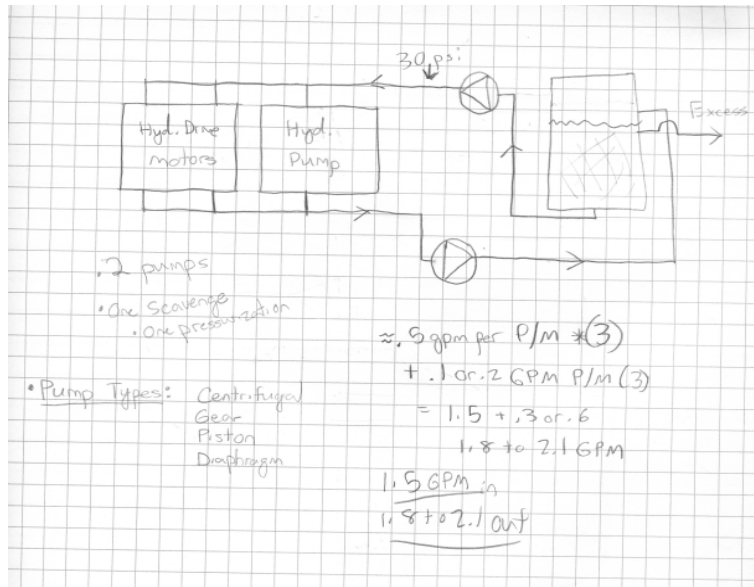 30 psi
Excess
Hyd. Drive
motors
Hyd.
Pump
. 2 pumps
• One Scavenge
• One pressurization
≈ .5 gpm per P/M *(3)
+ .1 or .2 GPM P/M (3)
= 1.5 + .3 or .6
1.8 to 2.1 GPM
1.5 GPM in
1.8 to 2.1 out
• Pump Types: Centrifugal
Gear
Piston
Diaphragm